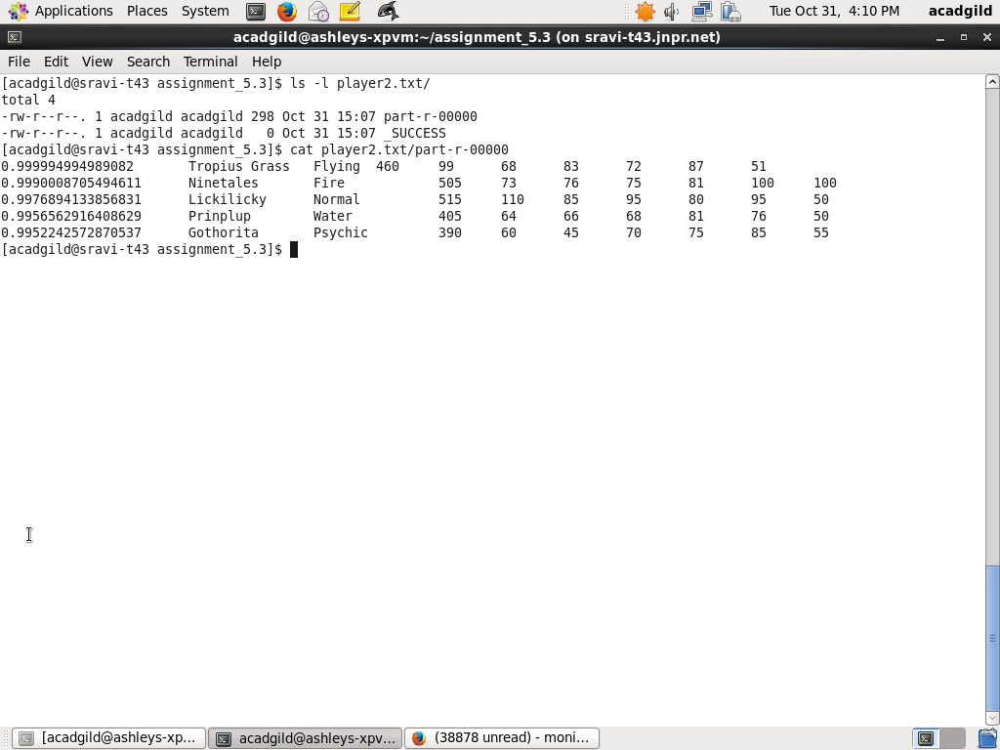 Applications Places System Tue Oct 31, 4:10 PM acadgild
acadgild@ashleys-xpvm:~/assignment_5.3 (on sravi-t43.jnpr.net)
File Edit View Search Terminal Help
[acadgild@sravi-t43 assignment_5.3]$ ls -l player2.txt/
total 4
-rw-r--r--. 1 acadgild acadgild 298 Oct 31 15:07 part-r-00000
-rw-r--r--. 1 acadgild acadgild   0 Oct 31 15:07 _SUCCESS
[acadgild@sravi-t43 assignment_5.3]$ cat player2.txt/part-r-00000
0.999994994989082 Tropius Grass Flying 460 99 68 83 72 87 51
0.9990008705494611 Ninetales Fire 505 73 76 75 81 100 100
0.9976894133856831 Lickilicky Normal 515 110 85 95 80 95 50
0.9956562916408629 Prinplup Water 405 64 66 68 81 76 50
0.9952242572870537 Gothorita Psychic 390 60 45 70 75 85 55
[acadgild@sravi-t43 assignment_5.3]$
[acadgild@ashleys-xp... acadgild@ashleys-xpv... (38878 unread) - moni...